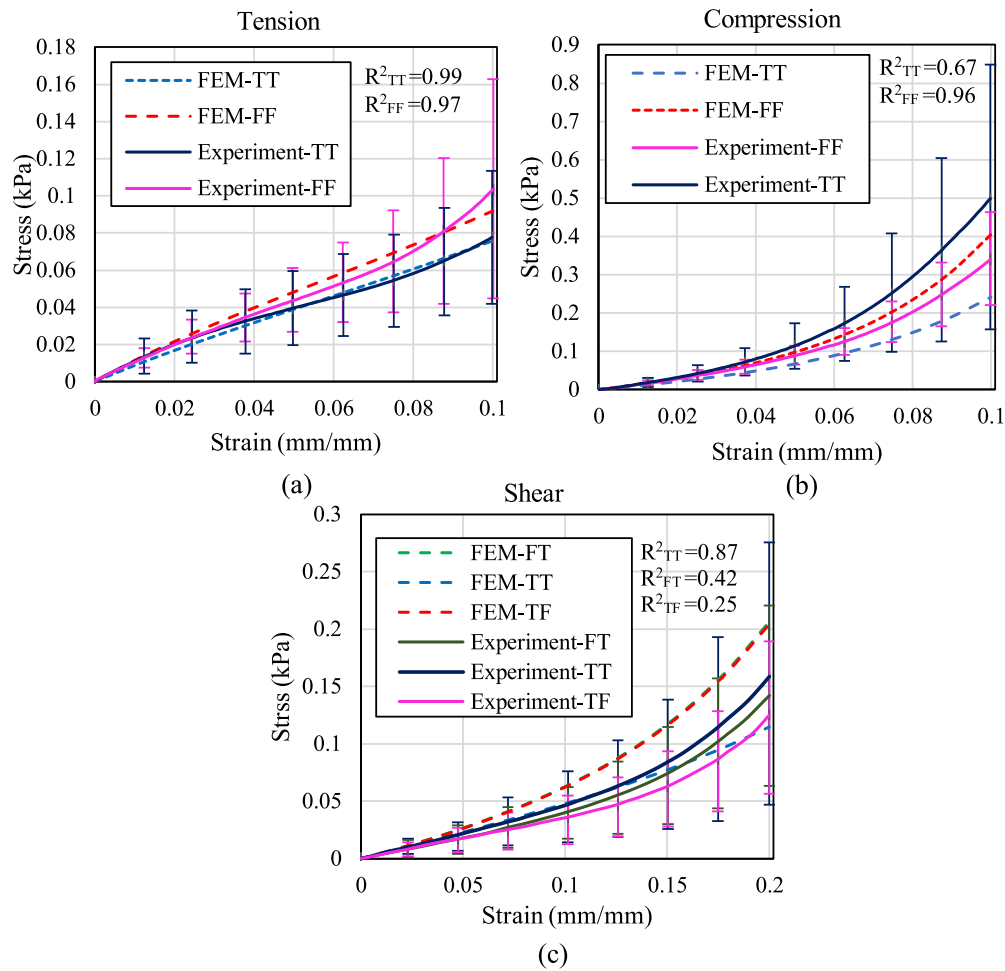 Tension
0.18
0.16
0.14
0.12
0.1
0.08
0.06
0.04
0.02
0
Stress (kPa)
FEM-TT
FEM-FF
Experiment-TT
Experiment-FF
R²TT=0.99
R²FF=0.97
0 0.02 0.04 0.06 0.08 0.1
Strain (mm/mm)
(a)
Compression
0.9
0.8
0.7
0.6
0.5
0.4
0.3
0.2
0.1
0
Stress (kPa)
FEM-TT
FEM-FF
Experiment-FF
Experiment-TT
R²TT=0.67
R²FF=0.96
0 0.02 0.04 0.06 0.08 0.1
Strain (mm/mm)
(b)
Shear
0.3
0.25
0.2
0.15
0.1
0.05
0
Strss (kPa)
FEM-FT
FEM-TT
FEM-TF
Experiment-FT
Experiment-TT
Experiment-TF
R²TT=0.87
R²FT=0.42
R²TF=0.25
0 0.05 0.1 0.15 0.2
Strain (mm/mm)
(c)